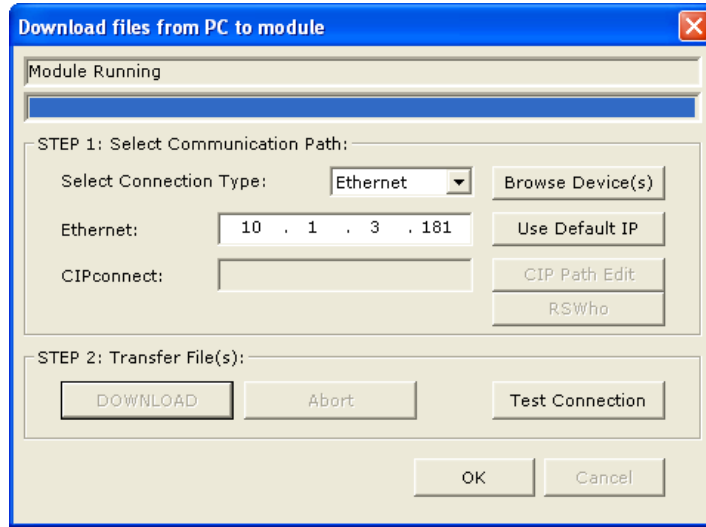 Download files from PC to module
Module Running
STEP 1: Select Communication Path:
Select Connection Type: Ethernet Browse Device(s)
Ethernet: 10 . 1 . 3 . 181 Use Default IP
CIPconnect: CIP Path Edit
RSWho
STEP 2: Transfer File(s):
DOWNLOAD Abort Test Connection
OK Cancel